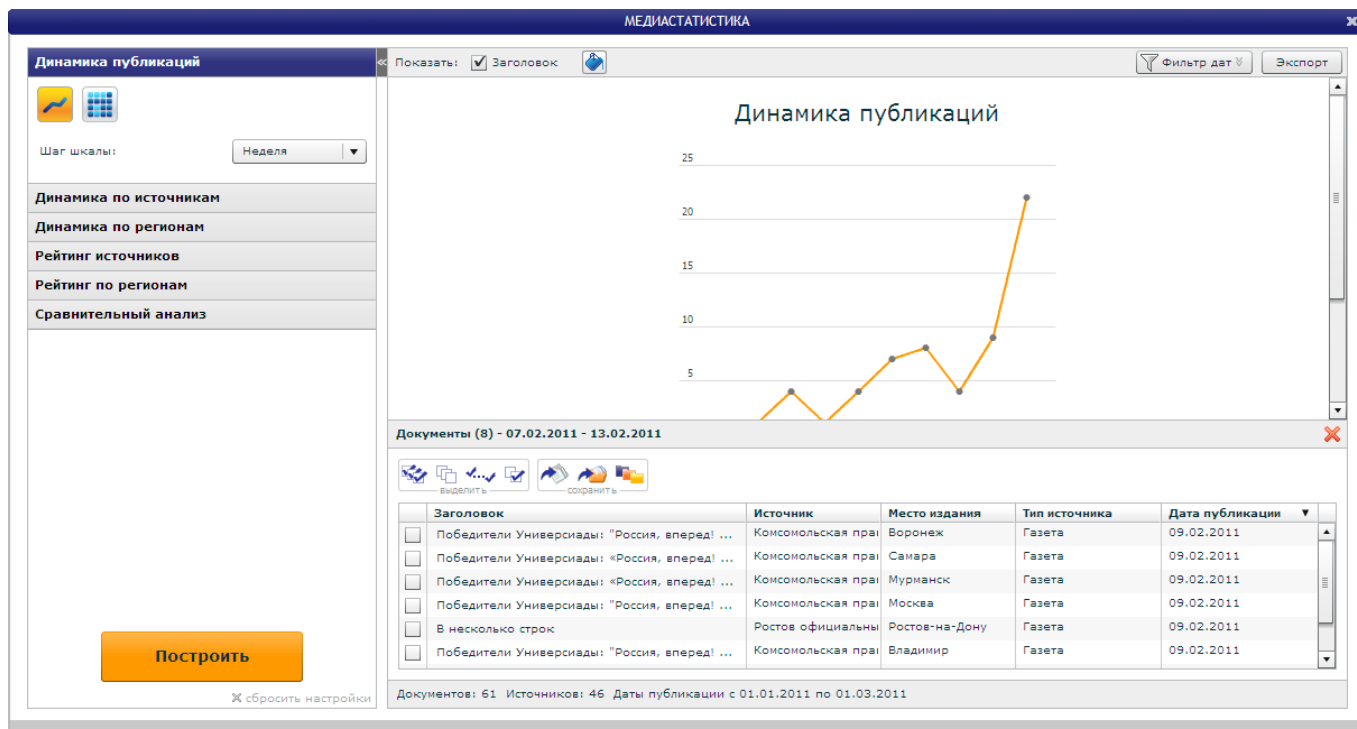 МЕДИАСТАТИСТИКА
Динамика публикаций
Шаг шкалы: Неделя
Динамика по источникам
Динамика по регионам
Рейтинг источников
Рейтинг по регионам
Сравнительный анализ
Построить
сбросить настройки
Показать: Заголовок Фильтр дат Экспорт
Динамика публикаций
25
20
15
10
5
Документы (8) - 07.02.2011 - 13.02.2011
выделить сохранить
Заголовок Источник Место издания Тип источника Дата публикации
Победители Универсиады: "Россия, вперед! ... Комсомольская прав Воронеж Газета 09.02.2011
Победители Универсиады: «Россия, вперед! ... Комсомольская прав Самара Газета 09.02.2011
Победители Универсиады: «Россия, вперед! ... Комсомольская прав Мурманск Газета 09.02.2011
Победители Универсиады: "Россия, вперед! ... Комсомольская прав Москва Газета 09.02.2011
В несколько строк Ростов официальны Ростов-на-Дону Газета 09.02.2011
Победители Универсиады: "Россия, вперед! ... Комсомольская прав Владимир Газета 09.02.2011
Документов: 61 Источников: 46 Даты публикации с 01.01.2011 по 01.03.2011